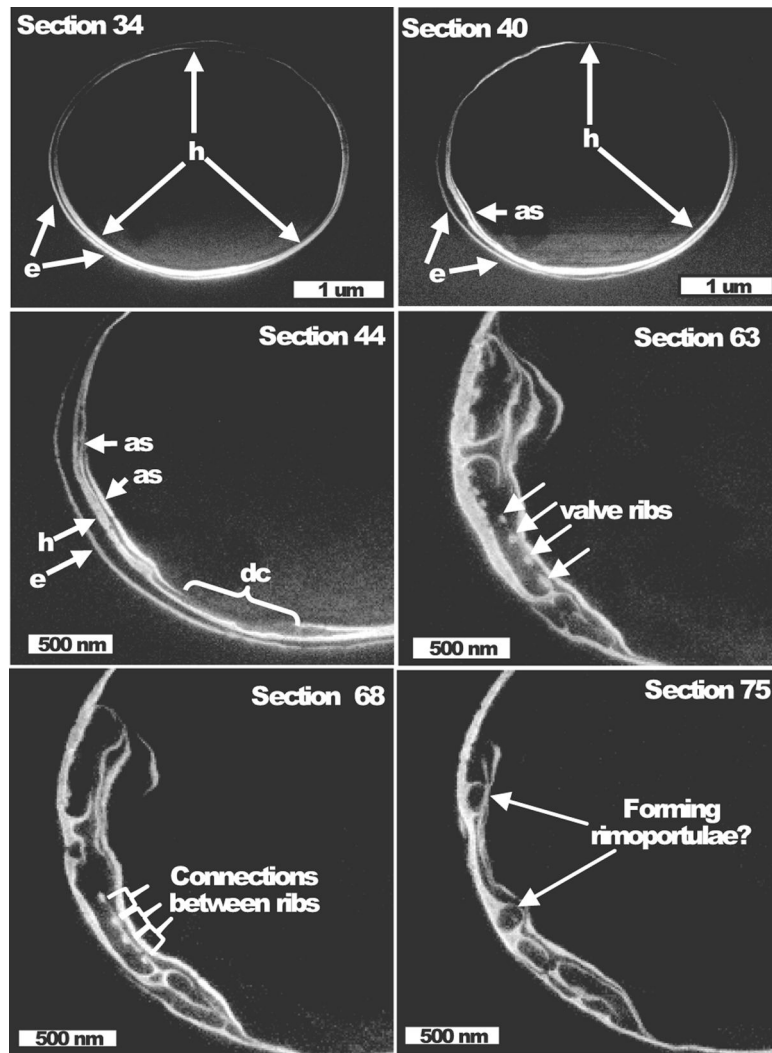 Section 34
h
e
1 um
Section 40
h
as
e
1 um
Section 44
as
as
h
e
dc
500 nm
Section 63
valve ribs
500 nm
Section 68
Connections
between ribs
500 nm
Section 75
Forming
rimoportulae?
500 nm